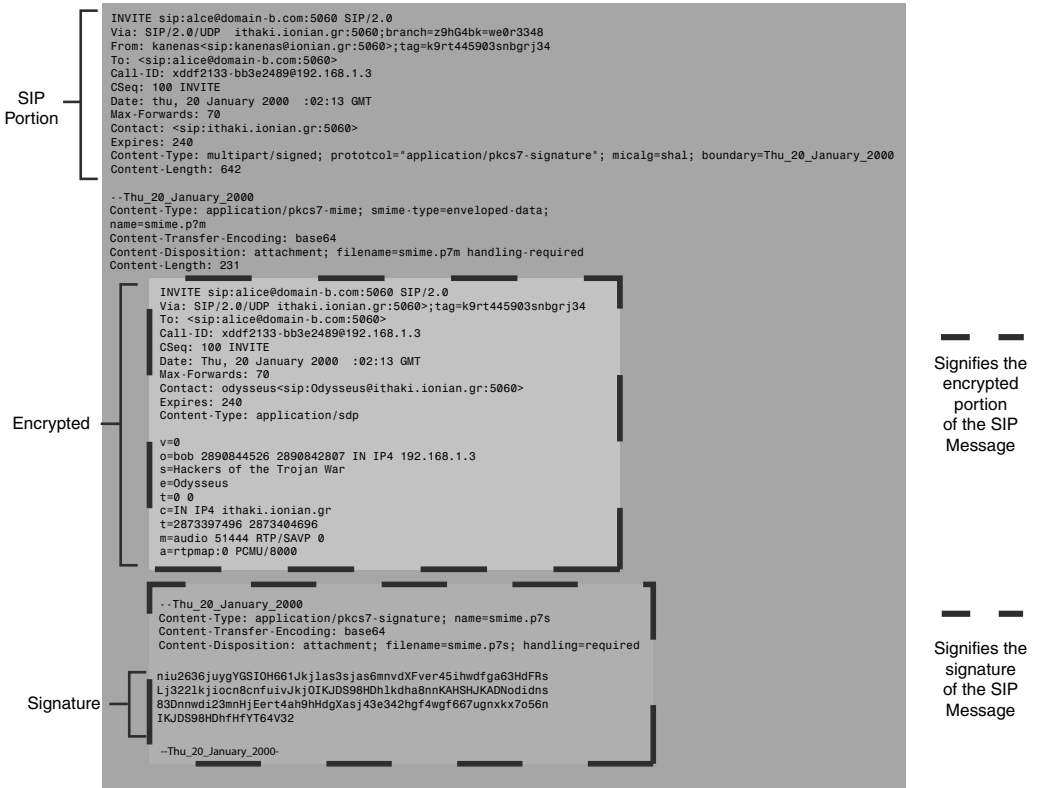 INVITE sip:alce@domain-b.com:5060 SIP/2.0
Via: SIP/2.0/UDP ithaki.ionian.gr:5060;branch=z9hG4bk=we0r3348
From: kanenas<sip:kanenas@ionian.gr:5060>;tag=k9rt445903snbgrj34
To: <sip:alice@domain-b.com:5060>
Call-ID: xddf2133-bb3e2489@192.168.1.3
CSeq: 100 INVITE
Date: thu, 20 January 2000 :02:13 GMT
Max-Forwards: 70
Contact: <sip:ithaki.ionian.gr:5060>
Expires: 240
Content-Type: multipart/signed; prototcol="application/pkcs7-signature"; micalg=shal; boundary=Thu_20_January_2000
Content-Length: 642
SIP
Portion
--Thu_20_January_2000
Content-Type: application/pkcs7-mime; smime-type=enveloped-data;
name=smime.p?m
Content-Transfer-Encoding: base64
Content-Disposition: attachment; filename=smime.p7m handling-required
Content-Length: 231
INVITE sip:alice@domain-b.com:5060 SIP/2.0
Via: SIP/2.0/UDP ithaki.ionian.gr:5060>;tag=k9rt445903snbgrj34
To: <sip:alice@domain-b.com:5060>
Call-ID: xddf2133-bb3e2489@192.168.1.3
CSeq: 100 INVITE
Date: Thu, 20 January 2000 :02:13 GMT
Max-Forwards: 70
Contact: odysseus<sip:Odysseus@ithaki.ionian.gr:5060>
Expires: 240
Content-Type: application/sdp
Encrypted
v=0
o=bob 2890844526 2890842807 IN IP4 192.168.1.3
s=Hackers of the Trojan War
e=Odysseus
t=0 0
c=IN IP4 ithaki.ionian.gr
t=2873397496 2873404696
m=audio 51444 RTP/SAVP 0
a=rtpmap:0 PCMU/8000
Signifies the
encrypted
portion
of the SIP
Message
--Thu_20_January_2000
Content-Type: application/pkcs7-signature; name=smime.p7s
Content-Transfer-Encoding: base64
Content-Disposition: attachment; filename=smime.p7s; handling=required
niu2636juygYGSIOH661Jkjlas3sjas6mnvdXFver45ihwdfga63HdFRs
Lj322lkjiocn8cnfuivJkjOIKJDS98HDhlkdha8nnKAHSHJKADNodidns
83Dnnwdi23mnHjEert4ah9hHdgXasj43e342hgf4wgf667ugnxkx7o56n
IKJDS98HDhfHfYT64V32
Signature
--Thu_20_January_2000-
Signifies the
signature
of the SIP
Message